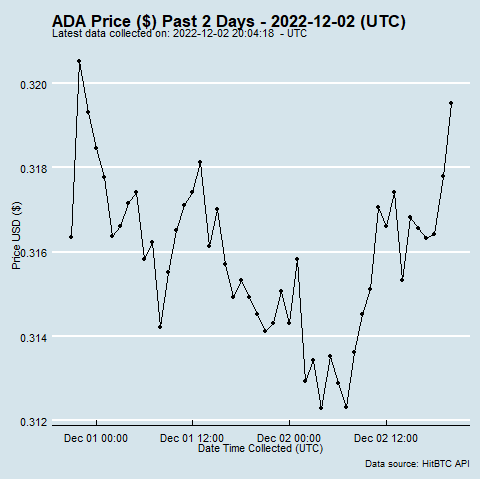 ADA Price ($) Past 2 Days - 2022-12-02 (UTC)
Latest data collected on: 2022-12-02 20:04:18 - UTC
0.320
0.318
0.316
0.314
0.312
Price USD ($)
Dec 01 00:00 Dec 01 12:00 Dec 02 00:00 Dec 02 12:00
Date Time Collected (UTC)
Data source: HitBTC API